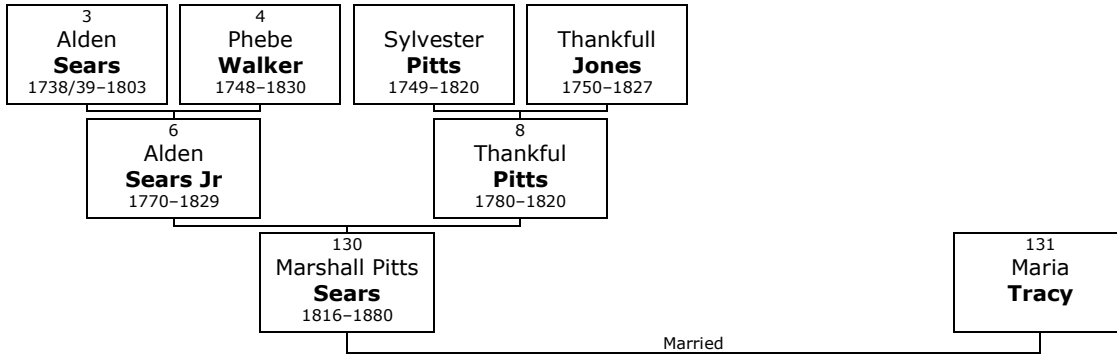 3
Alden
Sears
1738/39–1803
4
Phebe
Walker
1748–1830
Sylvester
Pitts
1749–1820
Thankfull
Jones
1750–1827
6
Alden
Sears Jr
1770–1829
8
Thankful
Pitts
1780–1820
130
Marshall Pitts
Sears
1816–1880
131
Maria
Tracy
Married